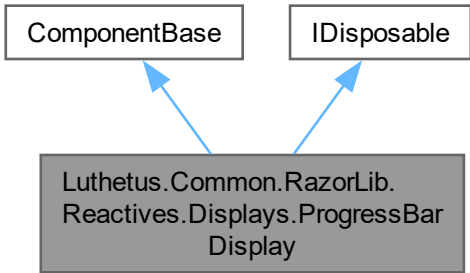 ComponentBase
IDisposable
Luthetus.Common.RazorLib.
Reactives.Displays.ProgressBar
Display